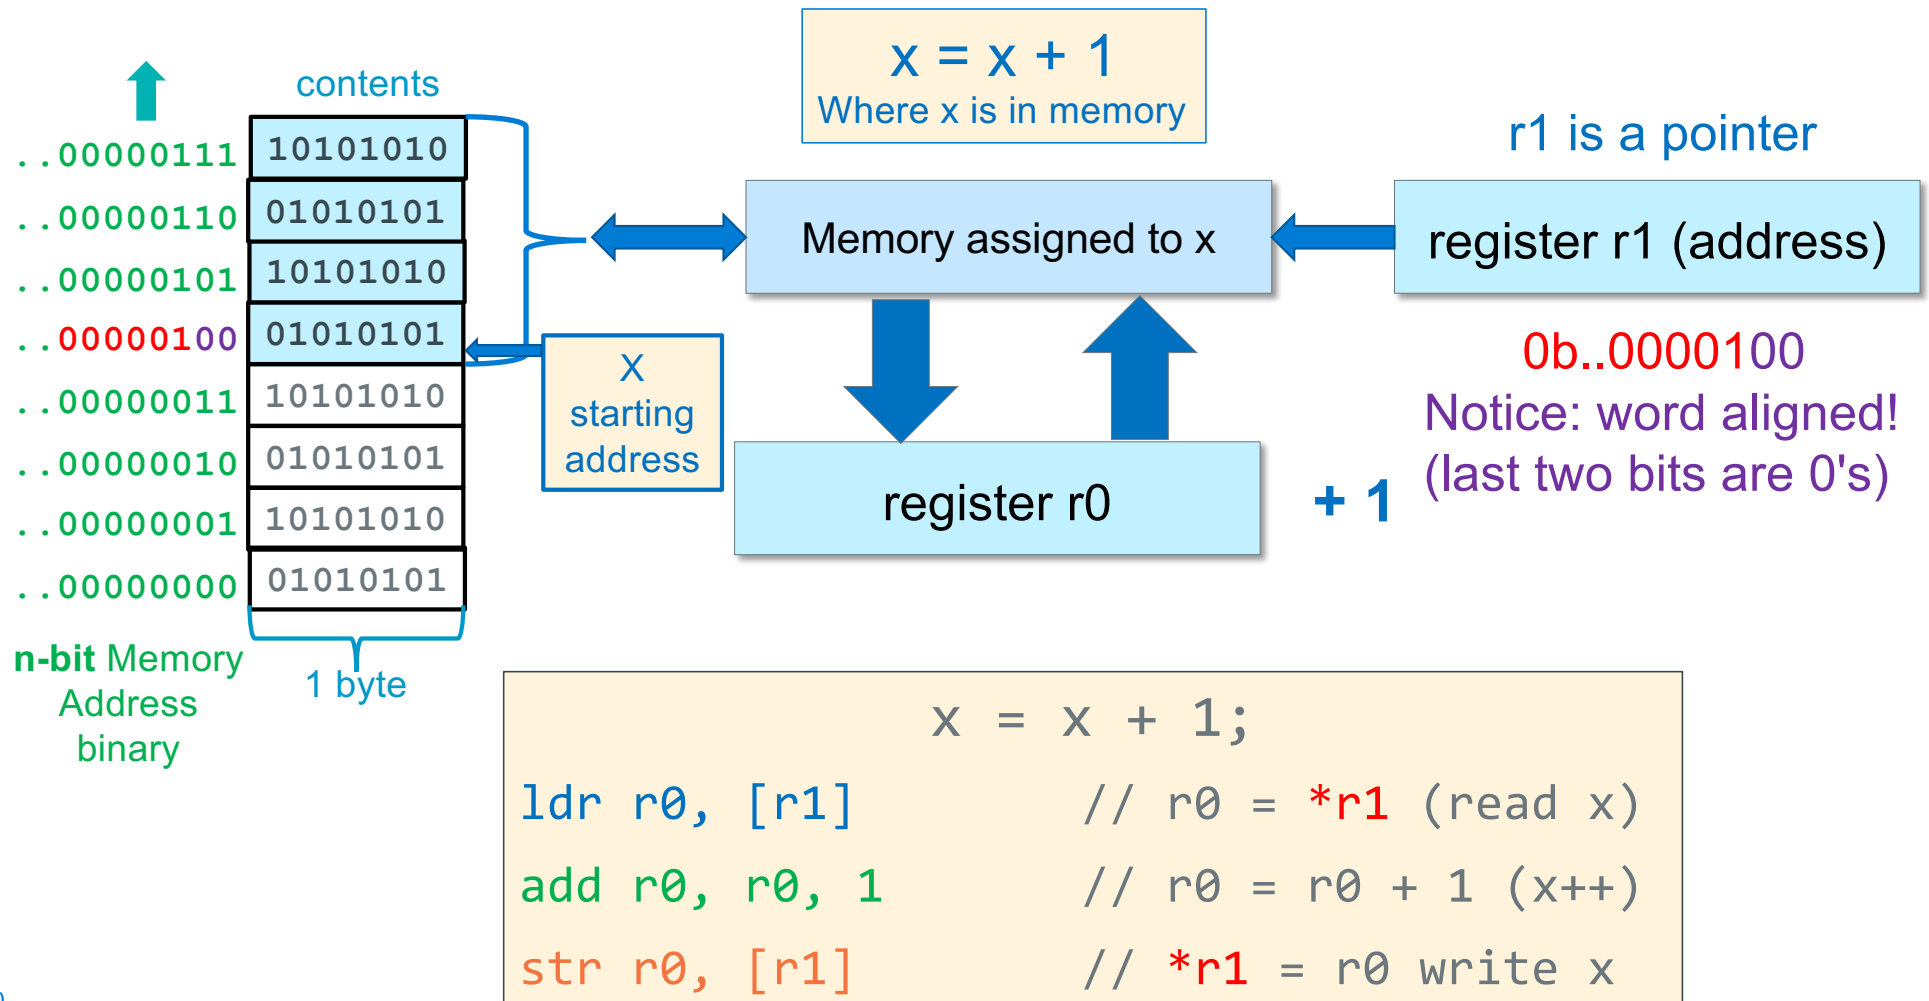 x = x + 1
Where x is in memory
contents
..00000111 10101010
..00000110 01010101
..00000101 10101010
..00000100 01010101
..00000011 10101010
..00000010 01010101
..00000001 10101010
..00000000 01010101
n-bit Memory
Address
binary
1 byte
X
starting
address
Memory assigned to x
register r0
+ 1
r1 is a pointer
register r1 (address)
0b..0000100
Notice: word aligned!
(last two bits are 0's)
x = x + 1;
ldr r0, [r1] // r0 = *r1 (read x)
add r0, r0, 1 // r0 = r0 + 1 (x++)
str r0, [r1] // *r1 = r0 write x